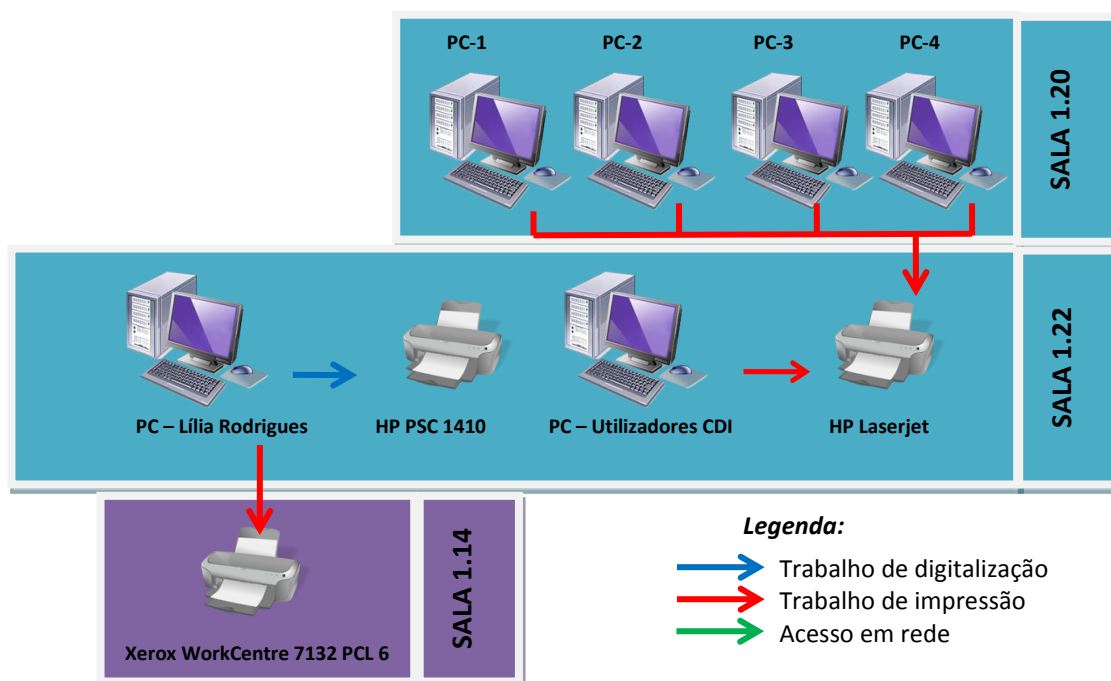 PC-1
PC-2
PC-3
PC-4
SALA 1.20
PC – Lília Rodrigues
HP PSC 1410
PC – Utilizadores CDI
HP Laserjet
SALA 1.22
Xerox WorkCentre 7132 PCL 6
SALA 1.14
Legenda:
Trabalho de digitalização
Trabalho de impressão
Acesso em rede